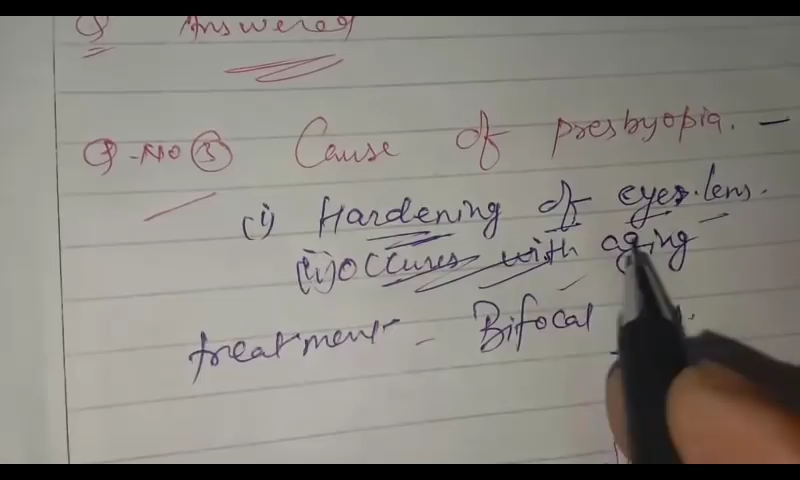 Q Answered
Q.No (3) Cause of presbyopia. -
(i) Hardening of eyes.lens.
(ii) Occures with aging
treatment - Bifocal